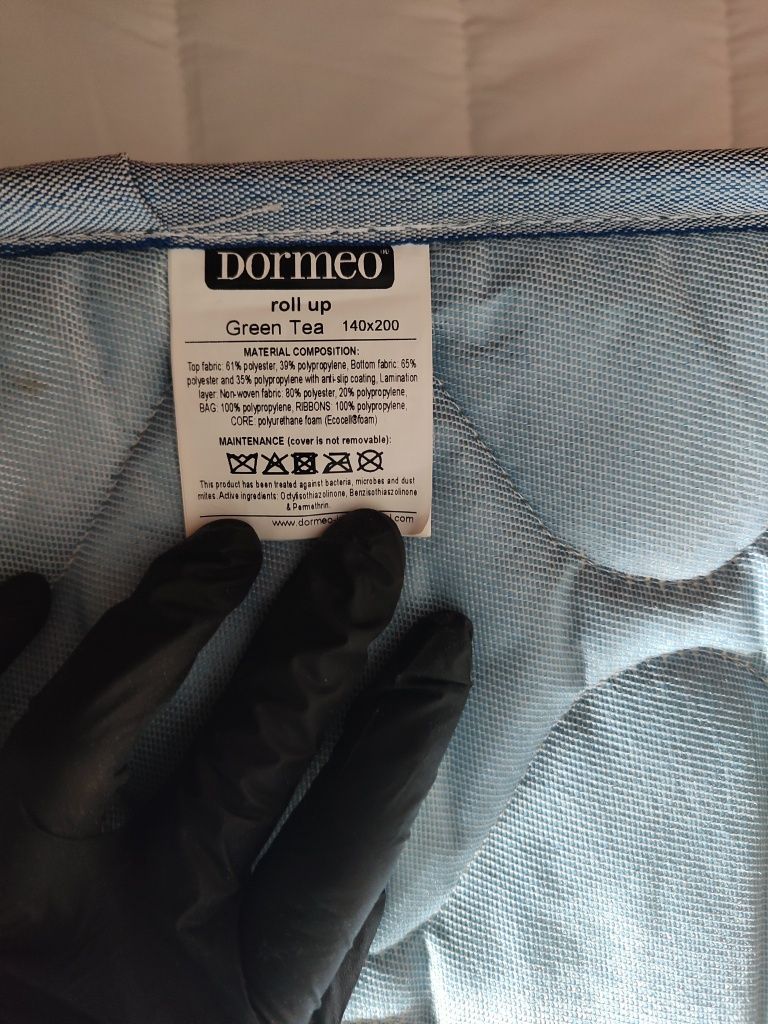 DORMEO™
roll up
Green Tea 140x200
MATERIAL COMPOSITION:
Top fabric: 61% polyester, 39% polypropylene, Bottom fabric: 65%
polyester and 35% polypropylene with anti-slip coating, Lamination
layer: Non-woven fabric: 80% polyester, 20% polypropylene,
BAG: 100% polypropylene, RIBBONS: 100% polypropylene,
CORE: polyurethane foam (Ecocell®foam)
MAINTENANCE (cover is not removable):
This product has been treated against bacteria, microbes and dust
mites. Active ingredients: Octylisothiazolinone, Benzisothiazolinone
& Permethrin.